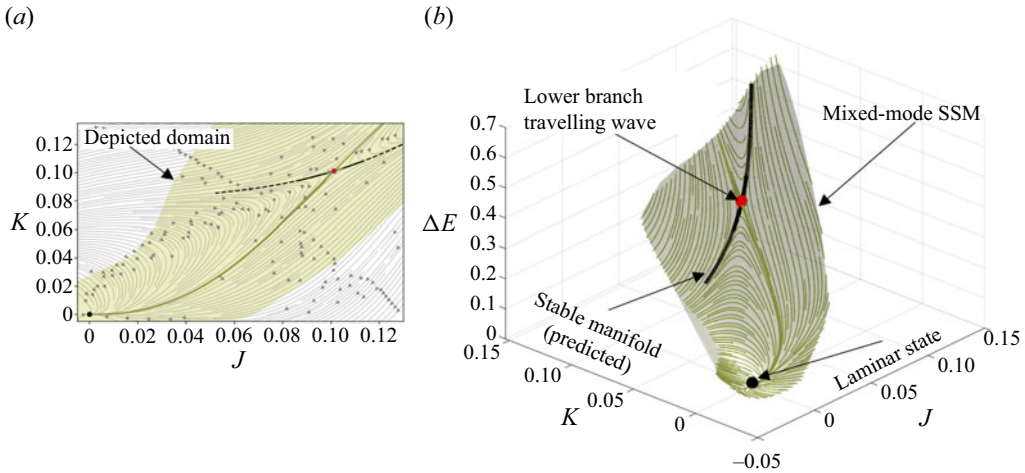 (a)
Depicted domain
0.12
0.10
0.08
K
0.06
0.04
0.02
0
0 0.02 0.04 0.06 0.08 0.10 0.12
J
(b)
Lower branch
travelling wave
Mixed-mode SSM
0.7
0.6
0.5
0.4
ΔE
0.3
0.2
0.1
0
Stable manifold
(predicted)
Laminar state
0.15
0.10
0.05
0
K
–0.05
0
0.05
0.10
0.15
J